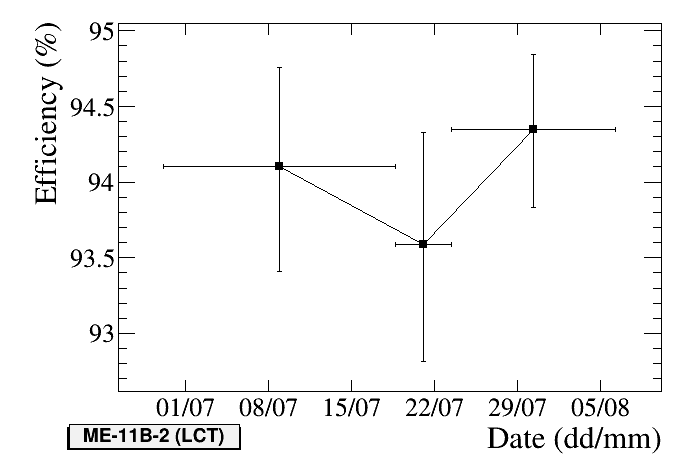 Efficiency (%)
95
94.5
94
93.5
93
01/07 08/07 15/07 22/07 29/07 05/08
ME-11B-2 (LCT)
Date (dd/mm)